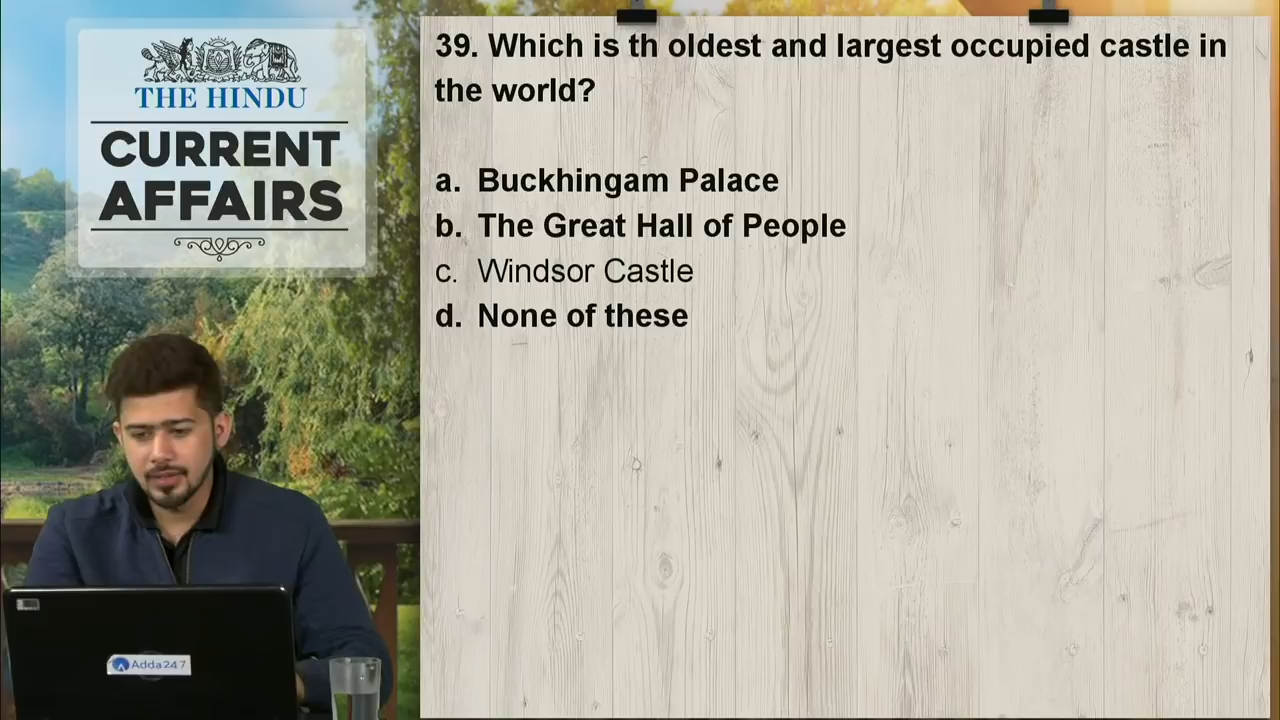 THE HINDU
CURRENT
AFFAIRS
39. Which is th oldest and largest occupied castle in
the world?
a. Buckhingam Palace
b. The Great Hall of People
c. Windsor Castle
d. None of these
Adda247